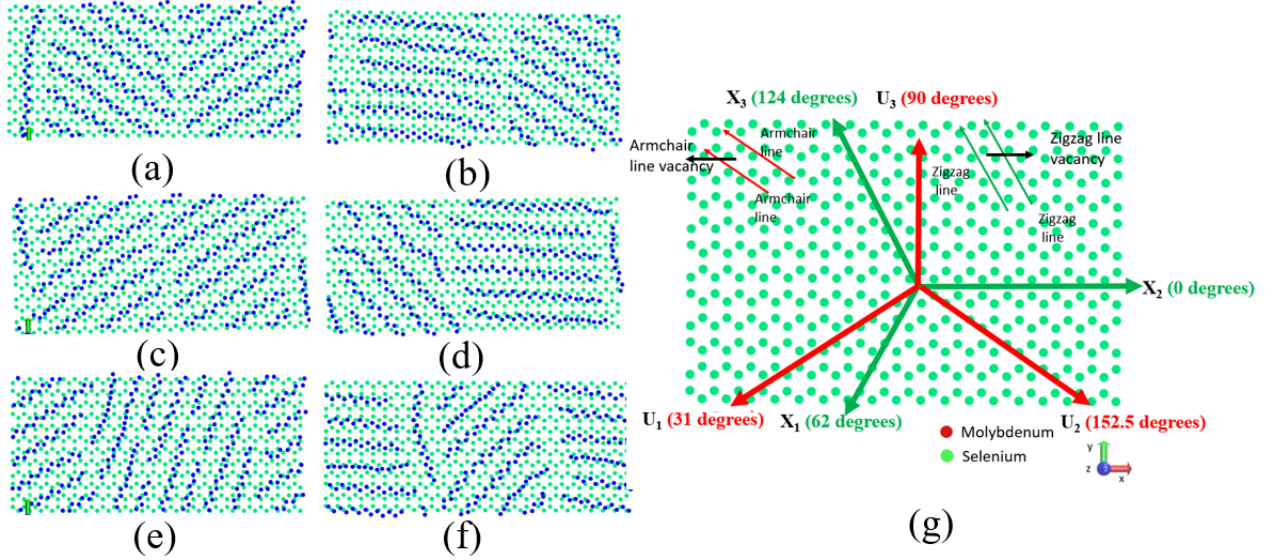 (a)
(b)
(c)
(d)
(e)
(f)
X₃ (124 degrees)
U₃ (90 degrees)
Armchair
line vacancy
Armchair
line
Armchair
line
Zigzag
line
Zigzag line
vacancy
Zigzag
line
X₂ (0 degrees)
U₁ (31 degrees)
X₁ (62 degrees)
U₂ (152.5 degrees)
Molybdenum
Selenium
y
z
x
(g)